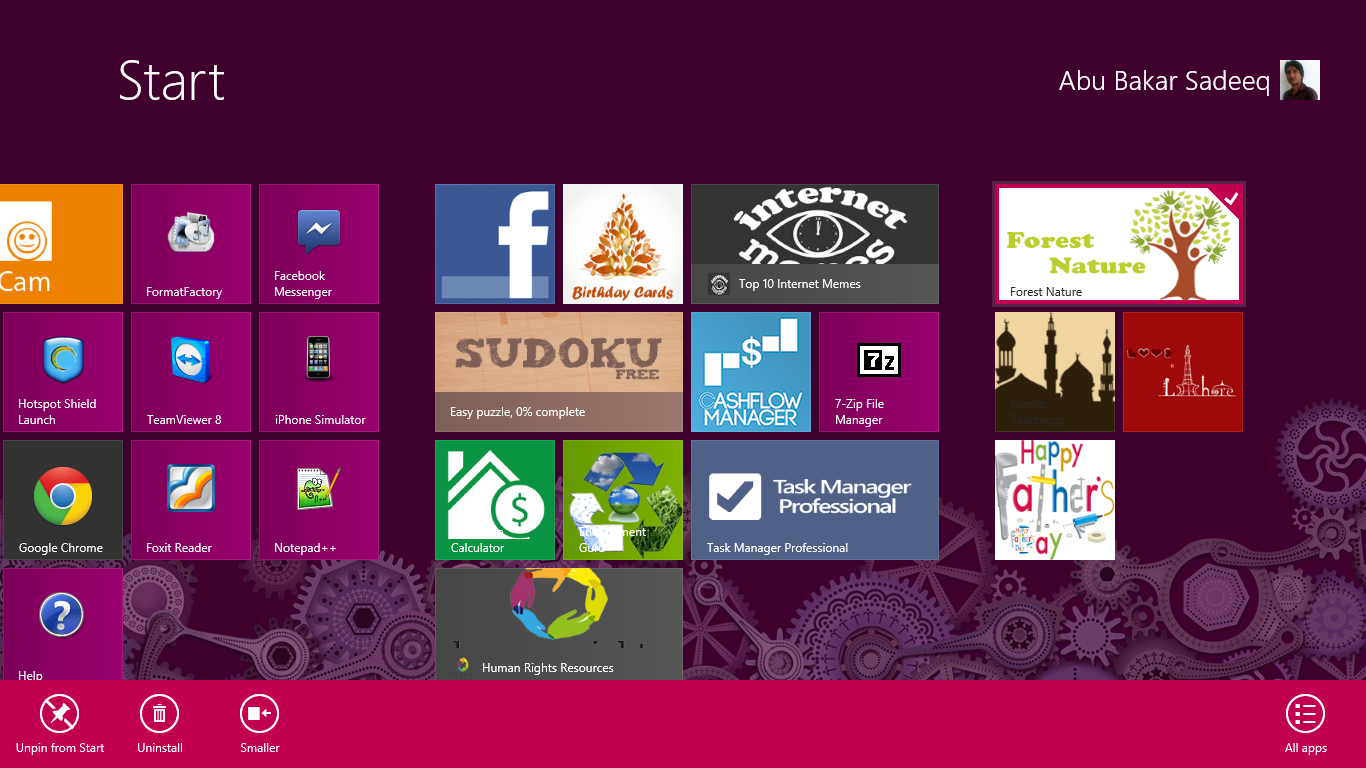 Start
Abu Bakar Sadeeq
Cam
FormatFactory
Facebook
Messenger
Hotspot Shield
Launch
TeamViewer 8
iPhone Simulator
Google Chrome
Foxit Reader
Notepad++
?
Help
f
Birthday Cards
internet
memes
Top 10 Internet Memes
SUDOKU
FREE
Easy puzzle, 0% complete
$
CASHFLOW
MANAGER
7z
7-Zip File
Manager
$
Calculator
Task Manager
Professional
Task Manager Professional
Human Rights Resources
Forest
Nature
Forest Nature
Islamic
Teachings
LOVE
Lahore
Happy
Father's
Day
Unpin from Start
Uninstall
Smaller
All apps